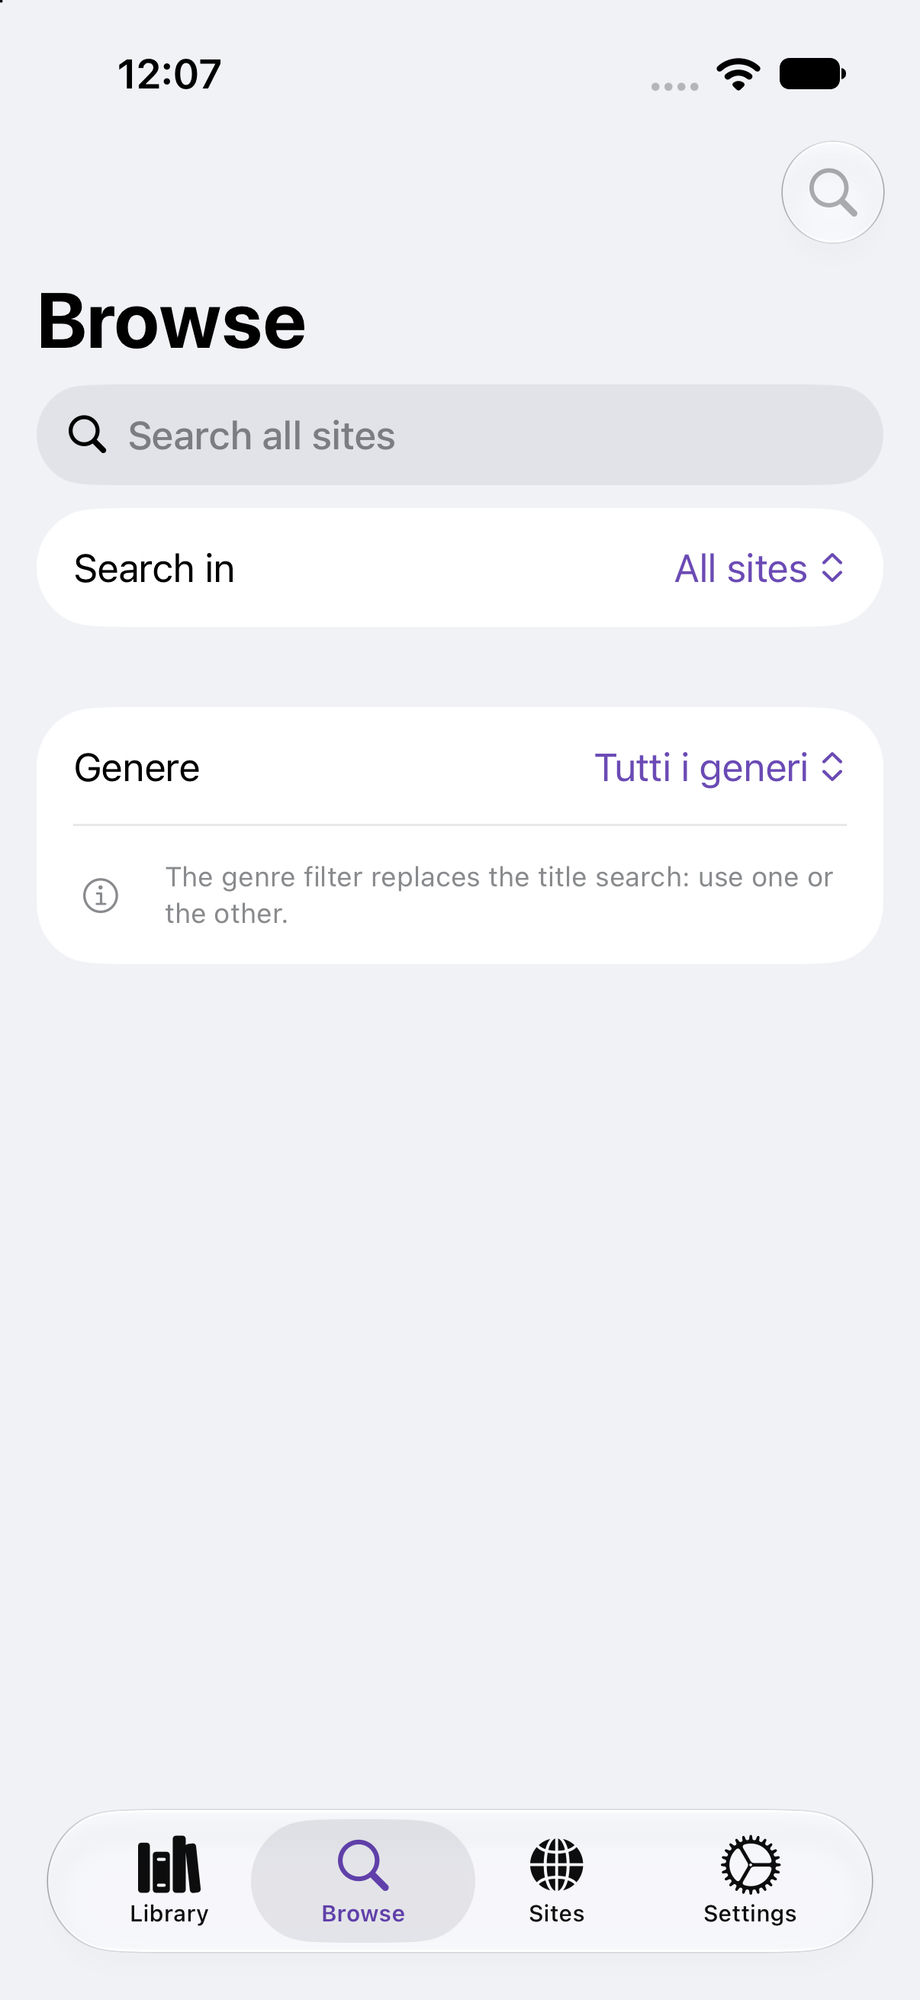 12:07
Browse
Search all sites
Search in
All sites
Genere
Tutti i generi
The genre filter replaces the title search: use one or
the other.
Library
Browse
Sites
Settings